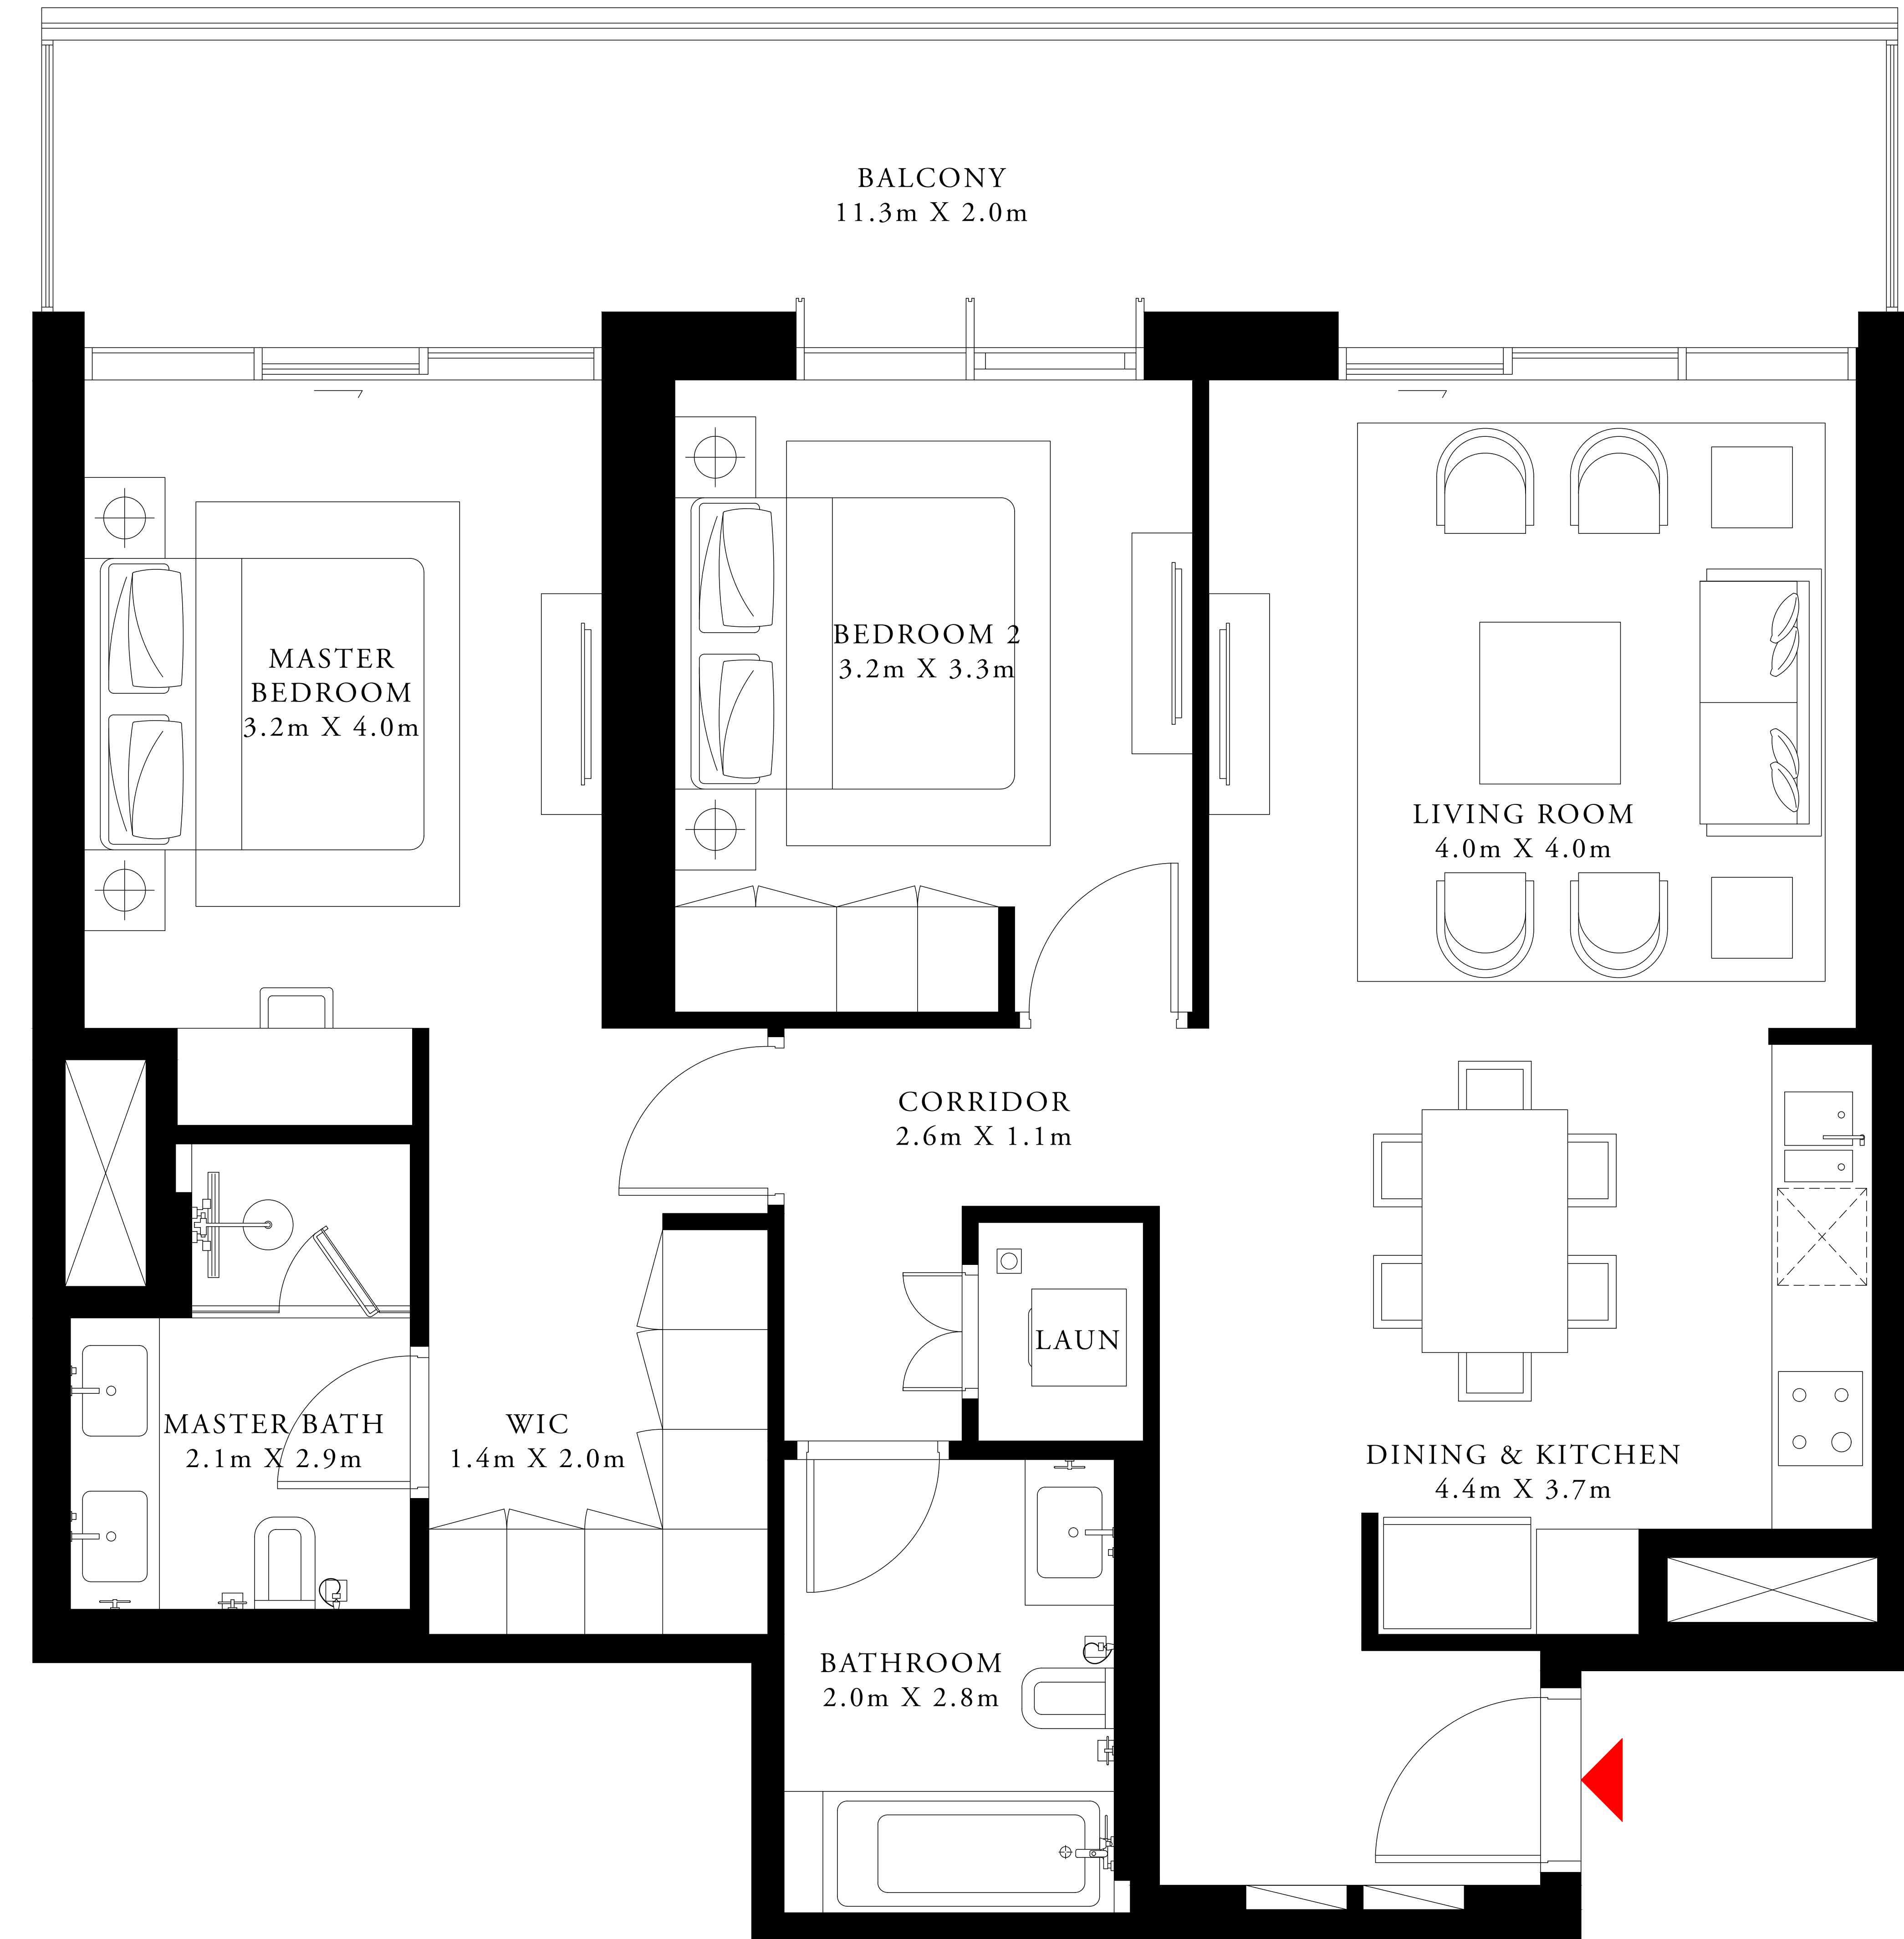 BALCONY
11.3m X 2.0m
MASTER
BEDROOM
3.2m X 4.0m
BEDROOM 2
3.2m X 3.3m
LIVING ROOM
4.0m X 4.0m
CORRIDOR
2.6m X 1.1m
LAUN
MASTER BATH
2.1m X 2.9m
WIC
1.4m X 2.0m
DINING & KITCHEN
4.4m X 3.7m
BATHROOM
2.0m X 2.8m